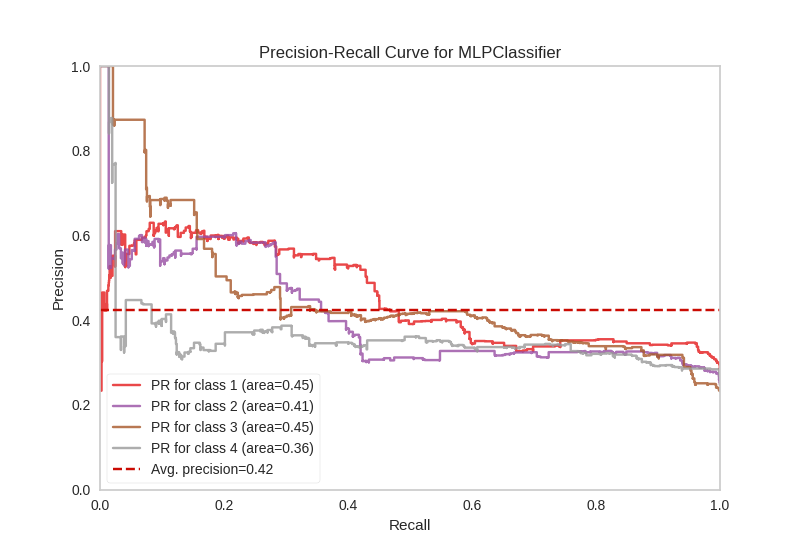 Precision-Recall Curve for MLPClassifier
1.0
0.8
0.6
0.4
0.2
0.0
Precision
PR for class 1 (area=0.45)
PR for class 2 (area=0.41)
PR for class 3 (area=0.45)
PR for class 4 (area=0.36)
Avg. precision=0.42
0.0 0.2 0.4 0.6 0.8 1.0
Recall